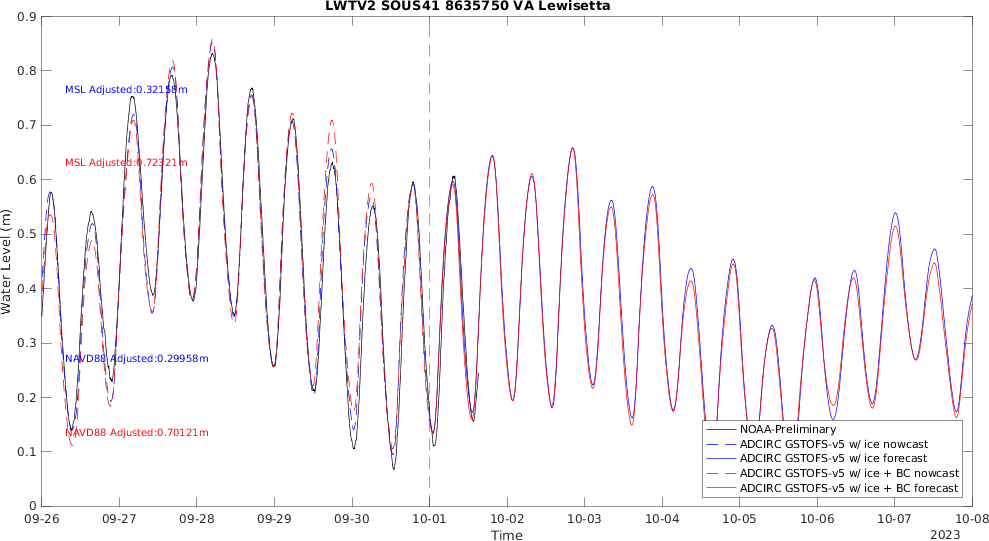 LWTV2 SOUS41 8635750 VA Lewisetta
0.9
0.8
0.7
0.6
0.5
0.4
0.3
0.2
0.1
0
Water Level (m)
MSL Adjusted:0.32158m
MSL Adjusted:0.72321m
NAVD88 Adjusted:0.29958m
NAVD88 Adjusted:0.70121m
NOAA-Preliminary
ADCIRC GSTOFS-v5 w/ ice nowcast
ADCIRC GSTOFS-v5 w/ ice forecast
ADCIRC GSTOFS-v5 w/ ice + BC nowcast
ADCIRC GSTOFS-v5 w/ ice + BC forecast
09-26 09-27 09-28 09-29 09-30 10-01 10-02 10-03 10-04 10-05 10-06 10-07 10-08
Time
2023